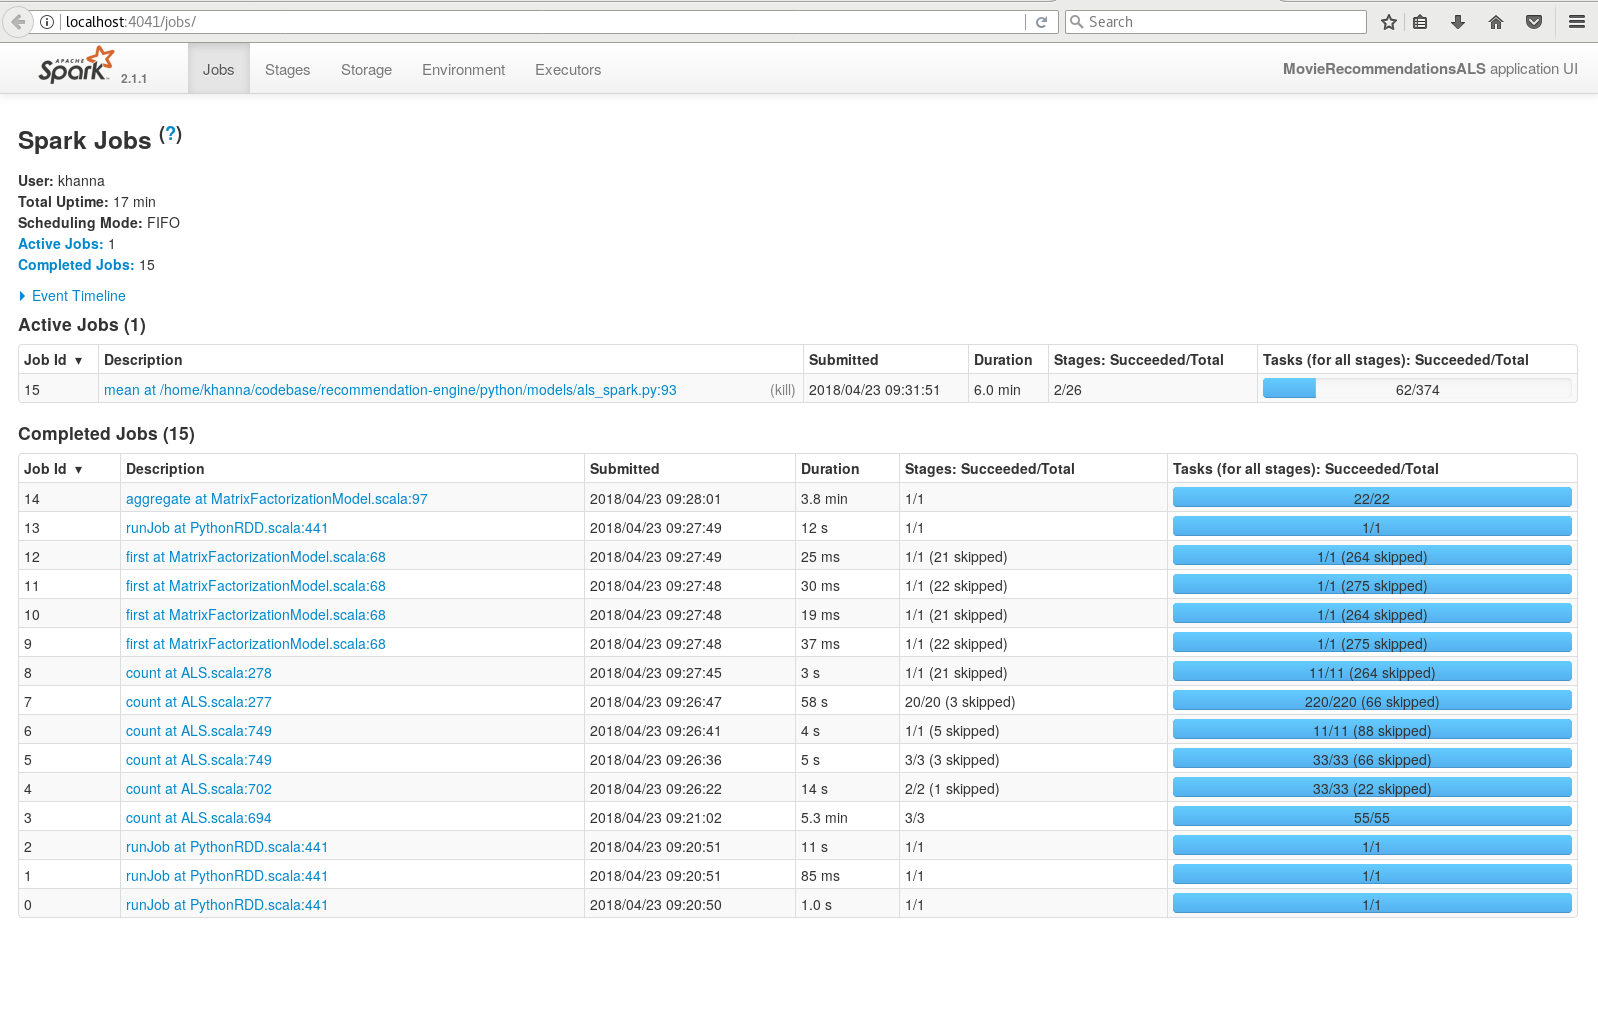 localhost:4041/jobs/ Search
APACHE Spark 2.1.1 Jobs Stages Storage Environment Executors MovieRecommendationsALS application UI
Spark Jobs (?)
User: khanna
Total Uptime: 17 min
Scheduling Mode: FIFO
Active Jobs: 1
Completed Jobs: 15
Event Timeline
Active Jobs (1)
Job Id ▾ Description Submitted Duration Stages: Succeeded/Total Tasks (for all stages): Succeeded/Total
15 mean at /home/khanna/codebase/recommendation-engine/python/models/als_spark.py:93 (kill) 2018/04/23 09:31:51 6.0 min 2/26 62/374
Completed Jobs (15)
Job Id ▾ Description Submitted Duration Stages: Succeeded/Total Tasks (for all stages): Succeeded/Total
14 aggregate at MatrixFactorizationModel.scala:97 2018/04/23 09:28:01 3.8 min 1/1 22/22
13 runJob at PythonRDD.scala:441 2018/04/23 09:27:49 12 s 1/1 1/1
12 first at MatrixFactorizationModel.scala:68 2018/04/23 09:27:49 25 ms 1/1 (21 skipped) 1/1 (264 skipped)
11 first at MatrixFactorizationModel.scala:68 2018/04/23 09:27:48 30 ms 1/1 (22 skipped) 1/1 (275 skipped)
10 first at MatrixFactorizationModel.scala:68 2018/04/23 09:27:48 19 ms 1/1 (21 skipped) 1/1 (264 skipped)
9 first at MatrixFactorizationModel.scala:68 2018/04/23 09:27:48 37 ms 1/1 (22 skipped) 1/1 (275 skipped)
8 count at ALS.scala:278 2018/04/23 09:27:45 3 s 1/1 (21 skipped) 11/11 (264 skipped)
7 count at ALS.scala:277 2018/04/23 09:26:47 58 s 20/20 (3 skipped) 220/220 (66 skipped)
6 count at ALS.scala:749 2018/04/23 09:26:41 4 s 1/1 (5 skipped) 11/11 (88 skipped)
5 count at ALS.scala:749 2018/04/23 09:26:36 5 s 3/3 (3 skipped) 33/33 (66 skipped)
4 count at ALS.scala:702 2018/04/23 09:26:22 14 s 2/2 (1 skipped) 33/33 (22 skipped)
3 count at ALS.scala:694 2018/04/23 09:21:02 5.3 min 3/3 55/55
2 runJob at PythonRDD.scala:441 2018/04/23 09:20:51 11 s 1/1 1/1
1 runJob at PythonRDD.scala:441 2018/04/23 09:20:51 85 ms 1/1 1/1
0 runJob at PythonRDD.scala:441 2018/04/23 09:20:50 1.0 s 1/1 1/1